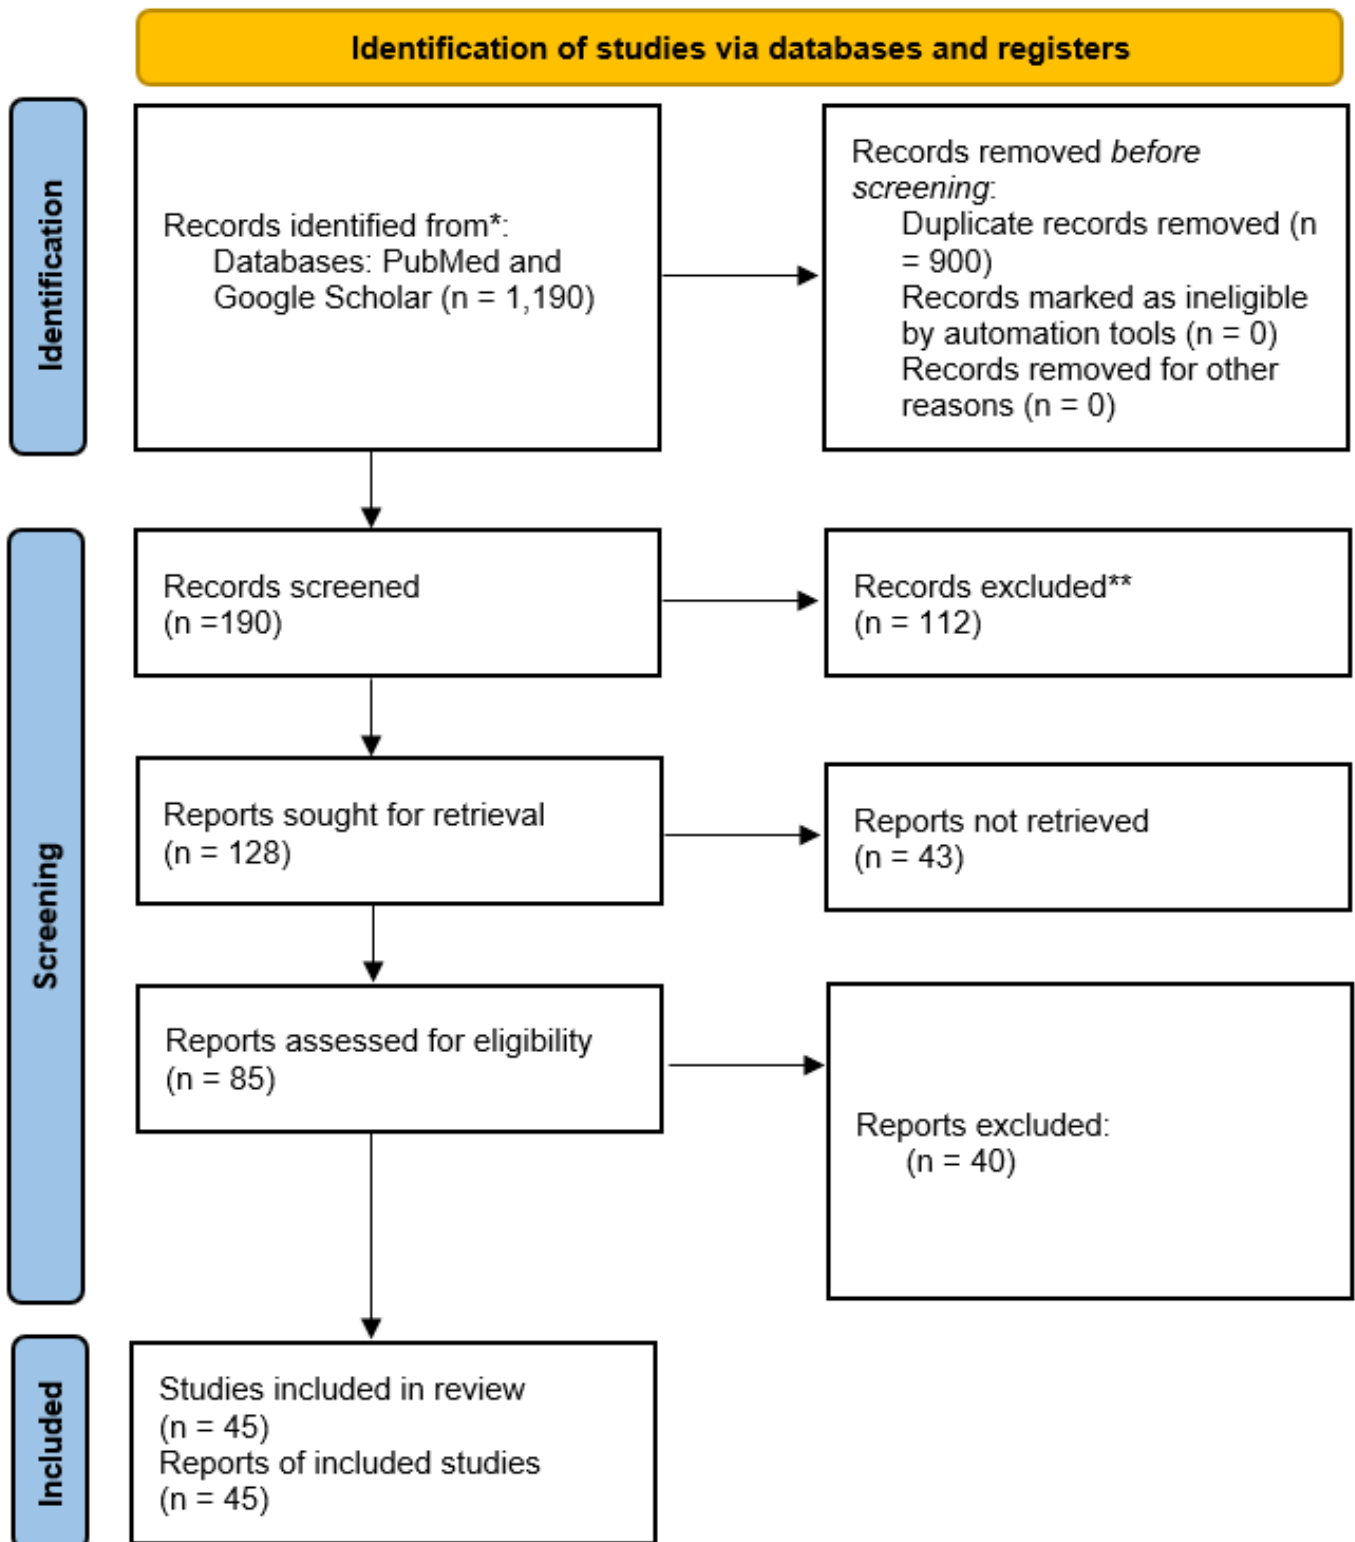 Identification of studies via databases and registers
Identification
Records identified from*:
Databases: PubMed and
Google Scholar (n = 1,190)
Records removed before
screening:
Duplicate records removed (n
= 900)
Records marked as ineligible
by automation tools (n = 0)
Records removed for other
reasons (n = 0)
Screening
Records screened
(n =190)
Records excluded**
(n = 112)
Reports sought for retrieval
(n = 128)
Reports not retrieved
(n = 43)
Reports assessed for eligibility
(n = 85)
Reports excluded:
(n = 40)
Included
Studies included in review
(n = 45)
Reports of included studies
(n = 45)